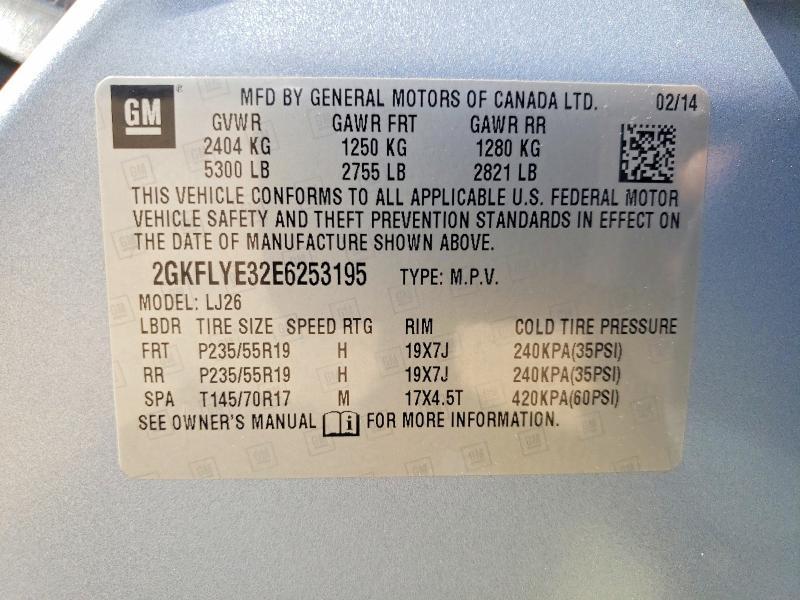 GM ® MFD BY GENERAL MOTORS OF CANADA LTD. 02/14
GVWR GAWR FRT GAWR RR
2404 KG 1250 KG 1280 KG
5300 LB 2755 LB 2821 LB
THIS VEHICLE CONFORMS TO ALL APPLICABLE U.S. FEDERAL MOTOR
VEHICLE SAFETY AND THEFT PREVENTION STANDARDS IN EFFECT ON
THE DATE OF MANUFACTURE SHOWN ABOVE.
2GKFLYE32E6253195 TYPE: M.P.V.
MODEL: LJ26
LBDR TIRE SIZE SPEED RTG RIM COLD TIRE PRESSURE
FRT P235/55R19 H 19X7J 240KPA(35PSI)
RR P235/55R19 H 19X7J 240KPA(35PSI)
SPA T145/70R17 M 17X4.5T 420KPA(60PSI)
SEE OWNER'S MANUAL i FOR MORE INFORMATION.